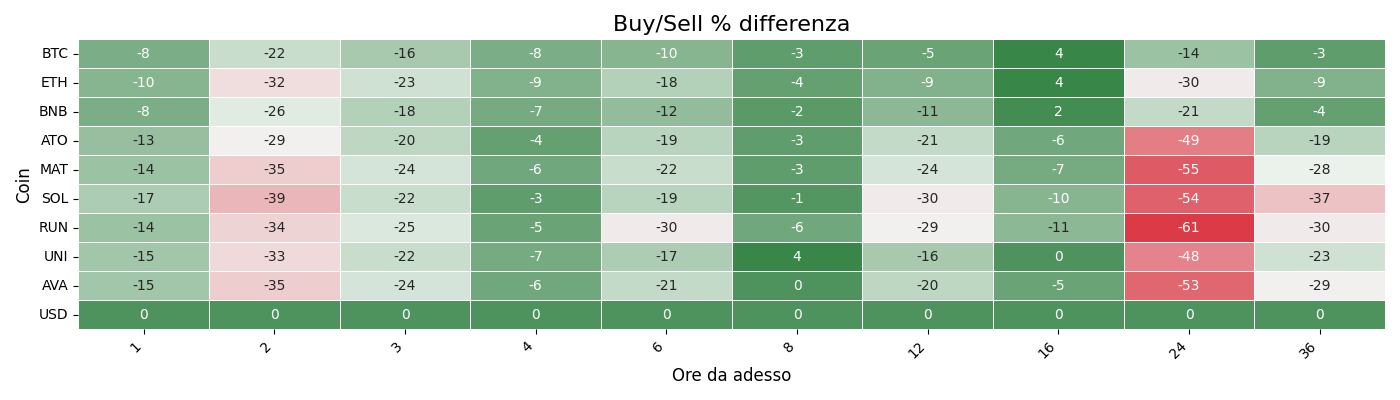 Buy/Sell % differenza
Coin
BTC -8 -22 -16 -8 -10 -3 -5 4 -14 -3
ETH -10 -32 -23 -9 -18 -4 -9 4 -30 -9
BNB -8 -26 -18 -7 -12 -2 -11 2 -21 -4
ATO -13 -29 -20 -4 -19 -3 -21 -6 -49 -19
MAT -14 -35 -24 -6 -22 -3 -24 -7 -55 -28
SOL -17 -39 -22 -3 -19 -1 -30 -10 -54 -37
RUN -14 -34 -25 -5 -30 -6 -29 -11 -61 -30
UNI -15 -33 -22 -7 -17 4 -16 0 -48 -23
AVA -15 -35 -24 -6 -21 0 -20 -5 -53 -29
USD 0 0 0 0 0 0 0 0 0 0
1 2 3 4 6 8 12 16 24 36
Ore da adesso